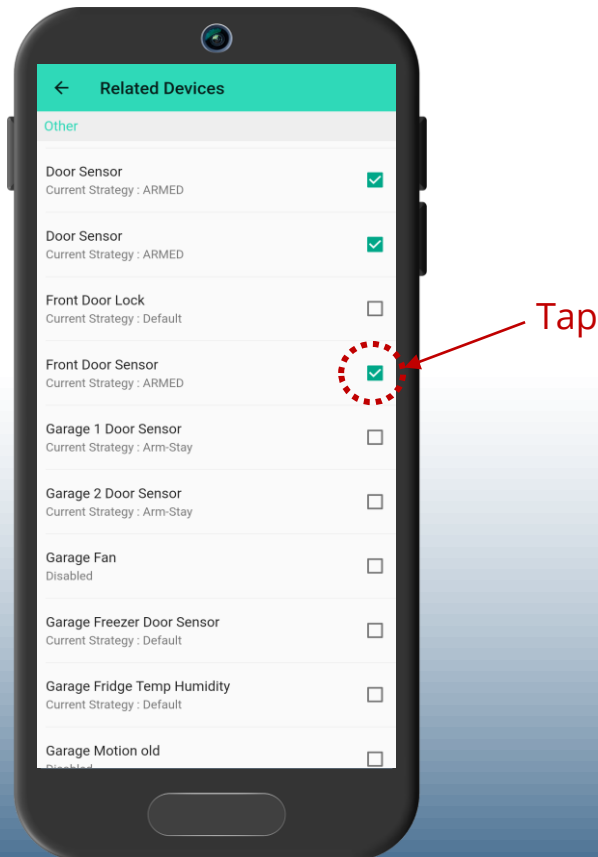 Related Devices
Other
Door Sensor
Current Strategy : ARMED
Door Sensor
Current Strategy : ARMED
Front Door Lock
Current Strategy : Default
Tap
Front Door Sensor
Current Strategy : ARMED
Garage 1 Door Sensor
Current Strategy : Arm-Stay
Garage 2 Door Sensor
Current Strategy : Arm-Stay
Garage Fan
Disabled
Garage Freezer Door Sensor
Current Strategy : Default
Garage Fridge Temp Humidity
Current Strategy : Default
Garage Motion old